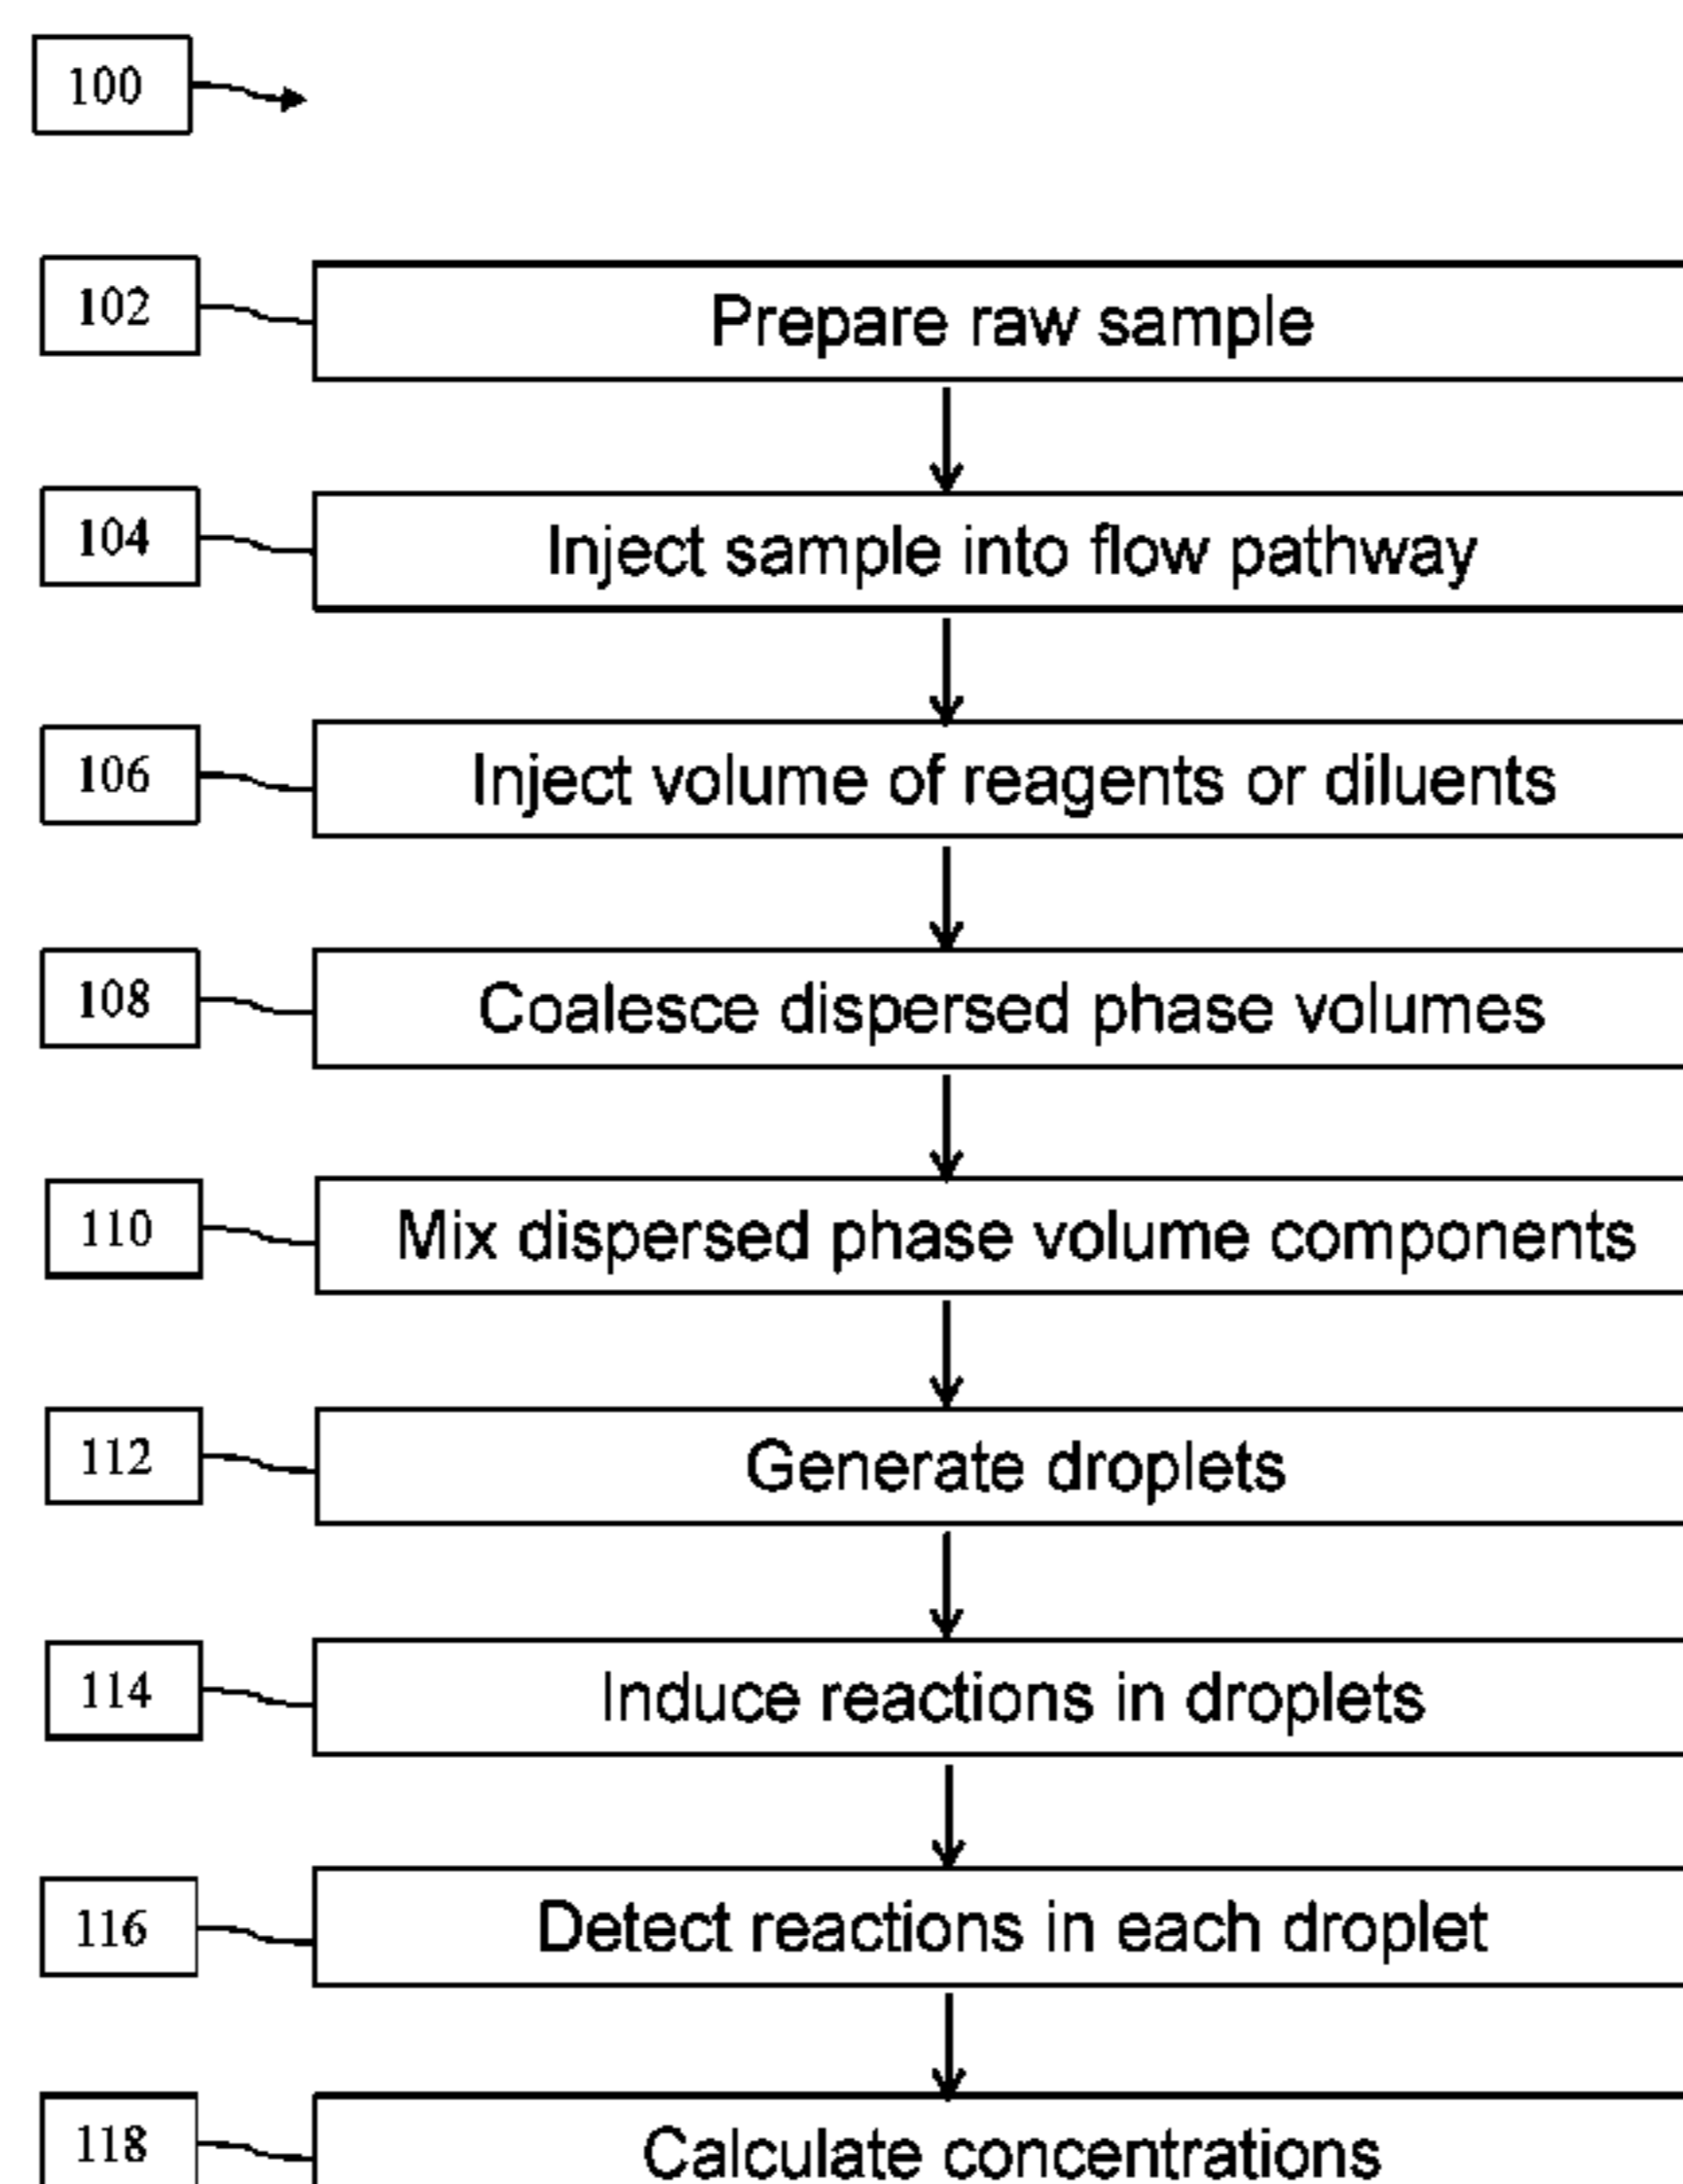 100
102 Prepare raw sample
104 Inject sample into flow pathway
106 Inject volume of reagents or diluents
108 Coalesce dispersed phase volumes
110 Mix dispersed phase volume components
112 Generate droplets
114 Induce reactions in droplets
116 Detect reactions in each droplet
118 Calculate concentrations